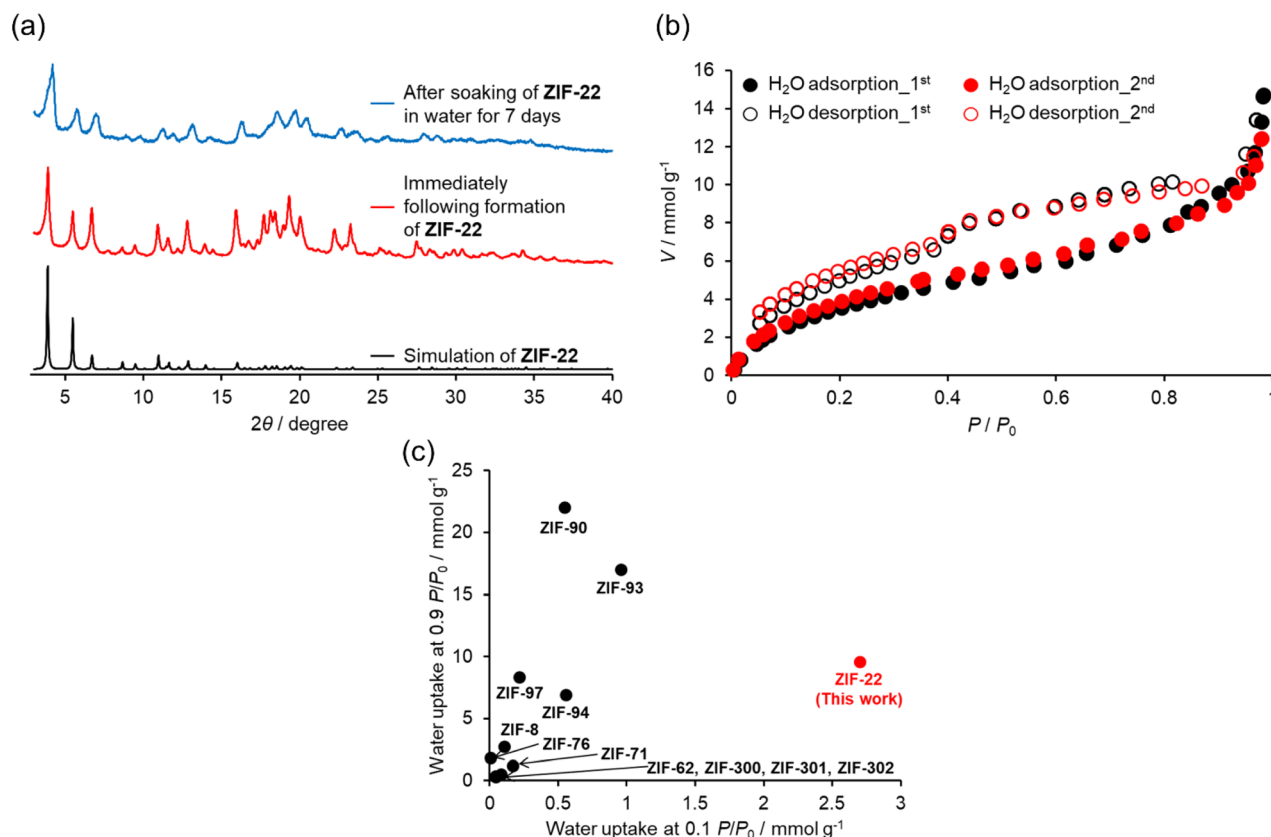 (a)
After soaking of ZIF-22
in water for 7 days
Immediately
following formation
of ZIF-22
Simulation of ZIF-22
5 10 15 20 25 30 35 40
2θ / degree
(b)
16
14
12
10
8
6
4
2
0
V / mmol g-1
H2O adsorption_1st
H2O adsorption_2nd
H2O desorption_1st
H2O desorption_2nd
0 0.2 0.4 0.6 0.8 1
P / P0
(c)
25
20
15
10
5
0
Water uptake at 0.9 P/P0 / mmol g-1
ZIF-90
ZIF-93
ZIF-22
(This work)
ZIF-97
ZIF-94
ZIF-8
ZIF-76
ZIF-71
ZIF-62, ZIF-300, ZIF-301, ZIF-302
0 0.5 1 1.5 2 2.5 3
Water uptake at 0.1 P/P0 / mmol g-1